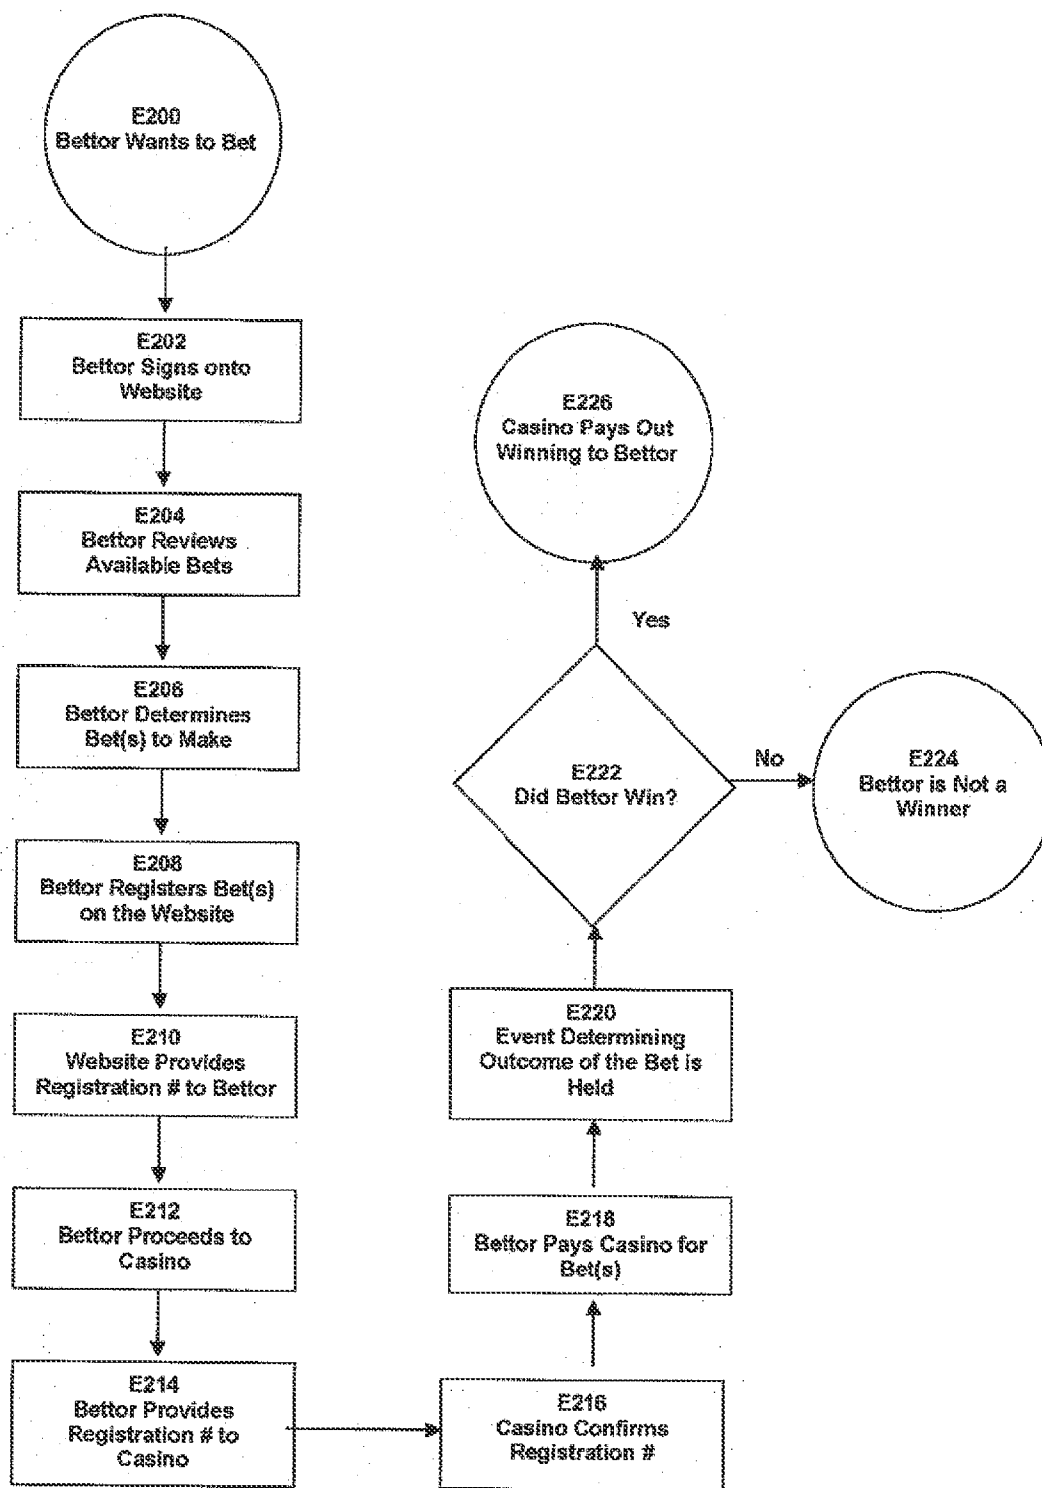 E200
Bettor Wants to Bet
E202
Bettor Signs onto
Website
E204
Bettor Reviews
Available Bets
E206
Bettor Determines
Bet(s) to Make
E208
Bettor Registers Bet(s)
on the Website
E210
Website Provides
Registration # to Bettor
E212
Bettor Proceeds to
Casino
E214
Bettor Provides
Registration # to
Casino
E216
Casino Confirms
Registration #
E218
Bettor Pays Casino for
Bet(s)
E220
Event Determining
Outcome of the Bet is
Held
E222
Did Bettor Win?
No
E224
Bettor is Not a
Winner
Yes
E226
Casino Pays Out
Winning to Bettor